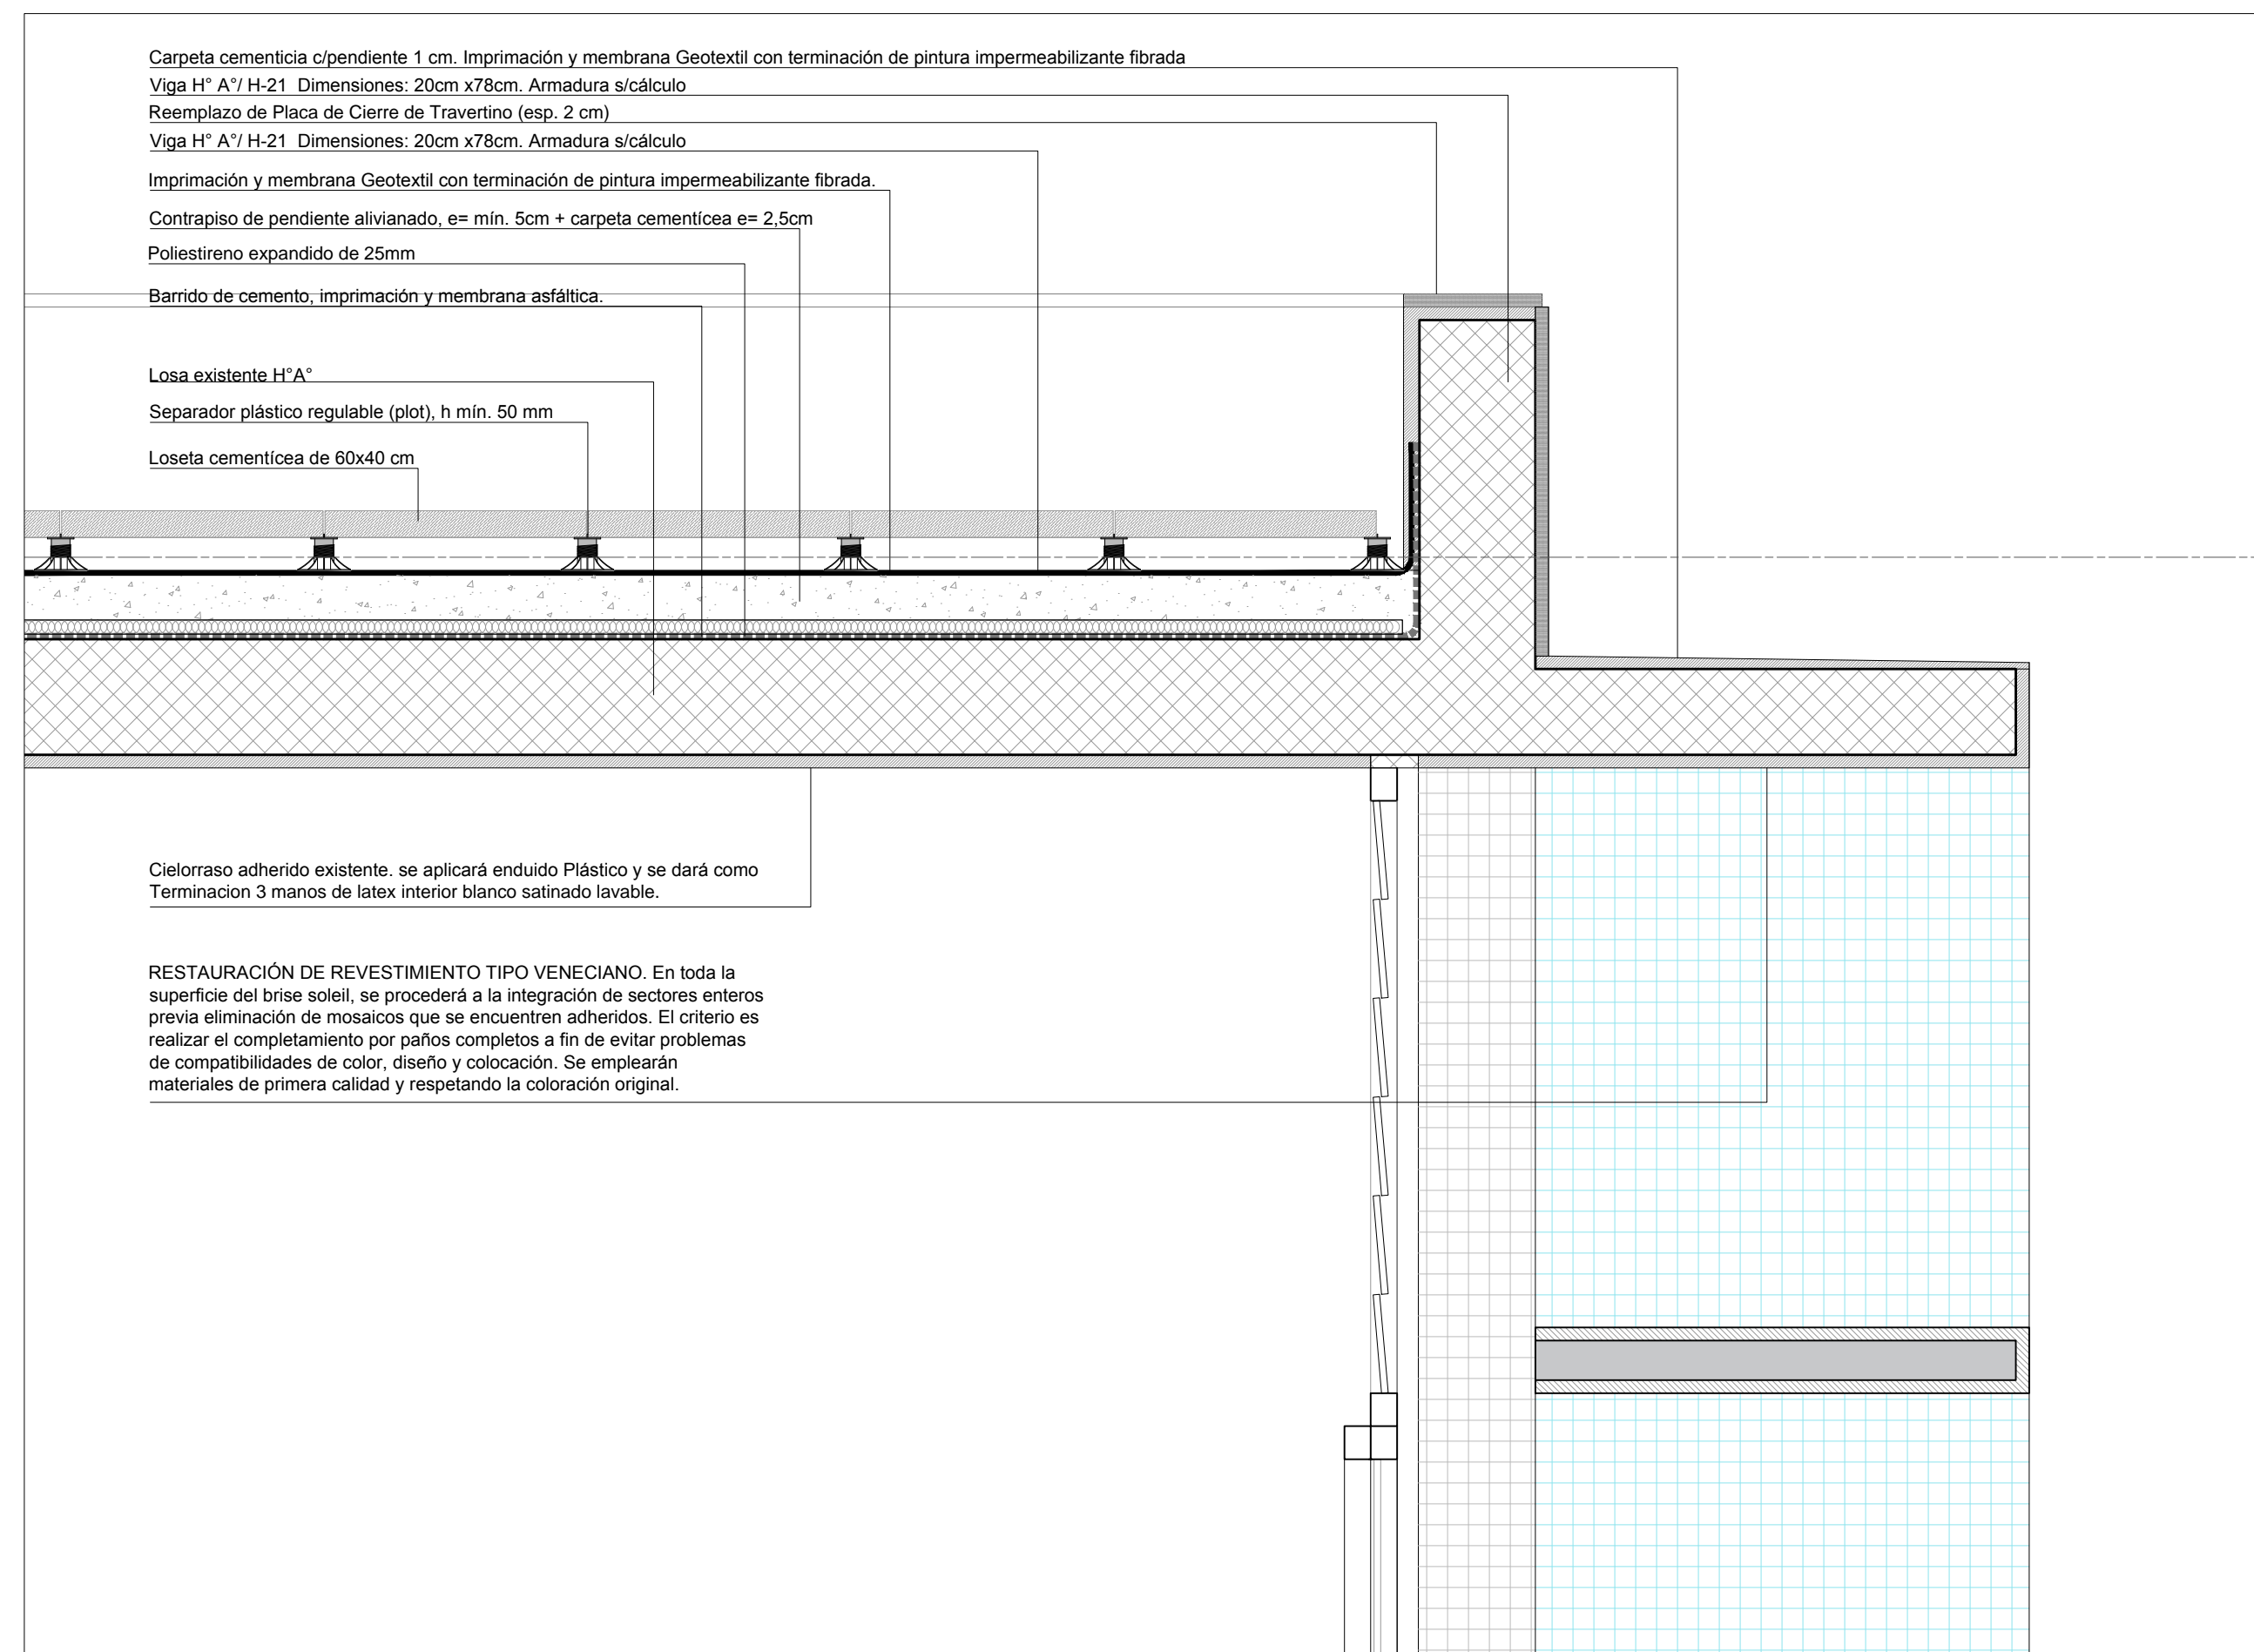 Carpeta cementicia c/pendiente 1 cm. Imprimación y membrana Geotextil con terminación de pintura impermeabilizante fibrada
Viga H° A°/ H-21 Dimensiones: 20cm x78cm. Armadura s/cálculo
Reemplazo de Placa de Cierre de Travertino (esp. 2 cm)
Viga H° A°/ H-21 Dimensiones: 20cm x78cm. Armadura s/cálculo
Imprimación y membrana Geotextil con terminación de pintura impermeabilizante fibrada.
Contrapiso de pendiente alivianado, e= mín. 5cm + carpeta cementícea e= 2,5cm
Poliestireno expandido de 25mm
Barrido de cemento, imprimación y membrana asfáltica.
Losa existente H°A°
Separador plástico regulable (plot), h mín. 50 mm
Loseta cementícea de 60x40 cm
Cielorraso adherido existente. se aplicará enduido Plástico y se dará como
Terminacion 3 manos de latex interior blanco satinado lavable.
RESTAURACIÓN DE REVESTIMIENTO TIPO VENECIANO. En toda la
superficie del brise soleil, se procederá a la integración de sectores enteros
previa eliminación de mosaicos que se encuentren adheridos. El criterio es
realizar el completamiento por paños completos a fin de evitar problemas
de compatibilidades de color, diseño y colocación. Se emplearán
materiales de primera calidad y respetando la coloración original.